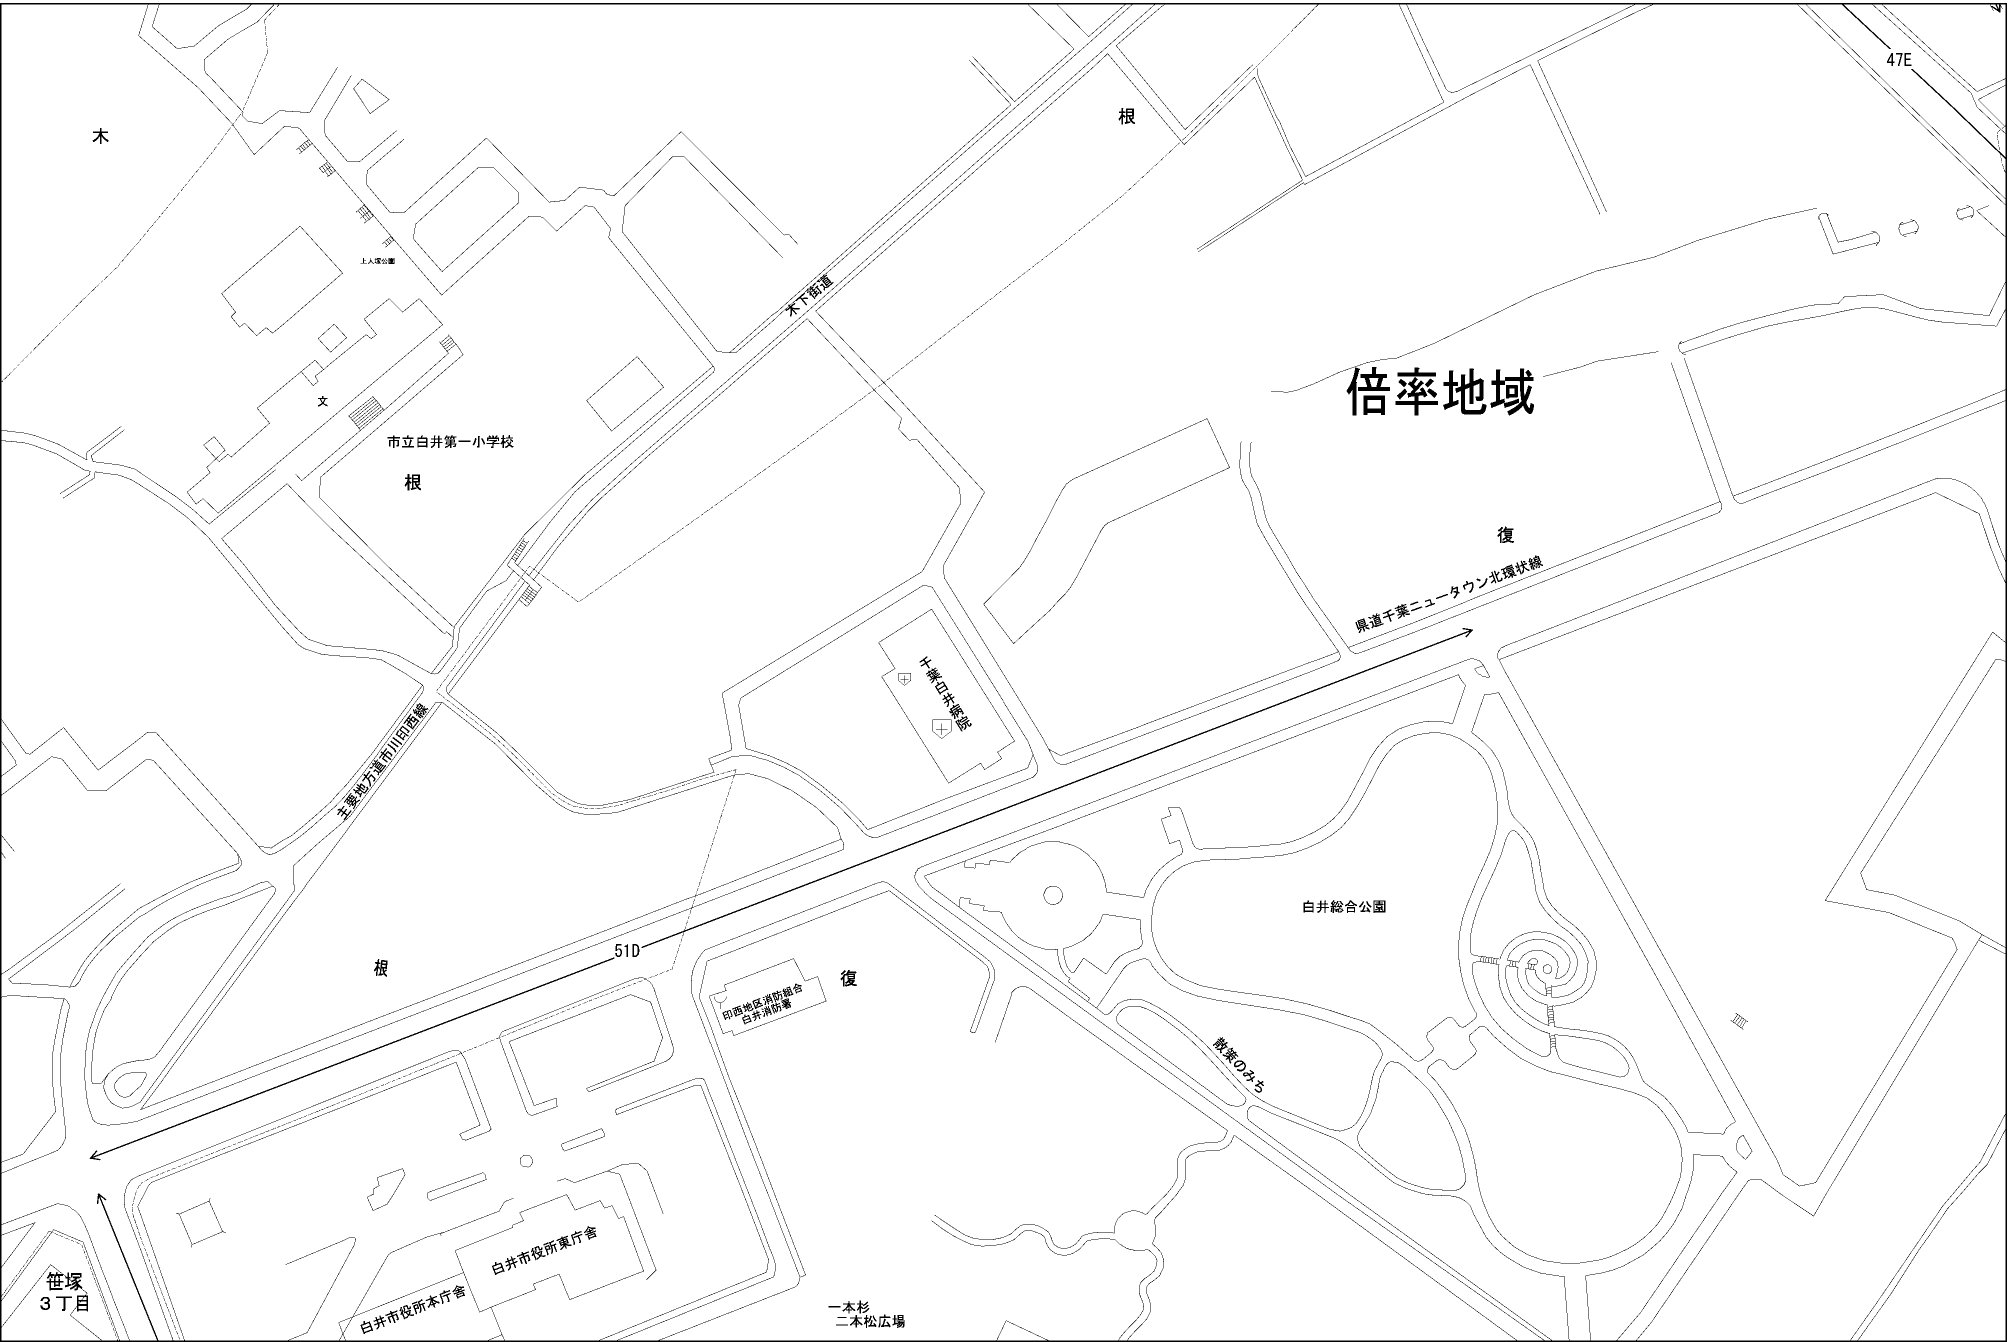 47E
根
木
上人塚公園
木下街道
倍率地域
文
市立白井第一小学校
根
復
県道千葉ニュータウン北環状線
千葉白井病院
主要地方道市川印西線
白井総合公園
51D
根
復
印西地区消防組合
白井消防署
散策のみち
白井市役所東庁舎
白井市役所本庁舎
笹塚
3丁目
一本杉
二本松広場